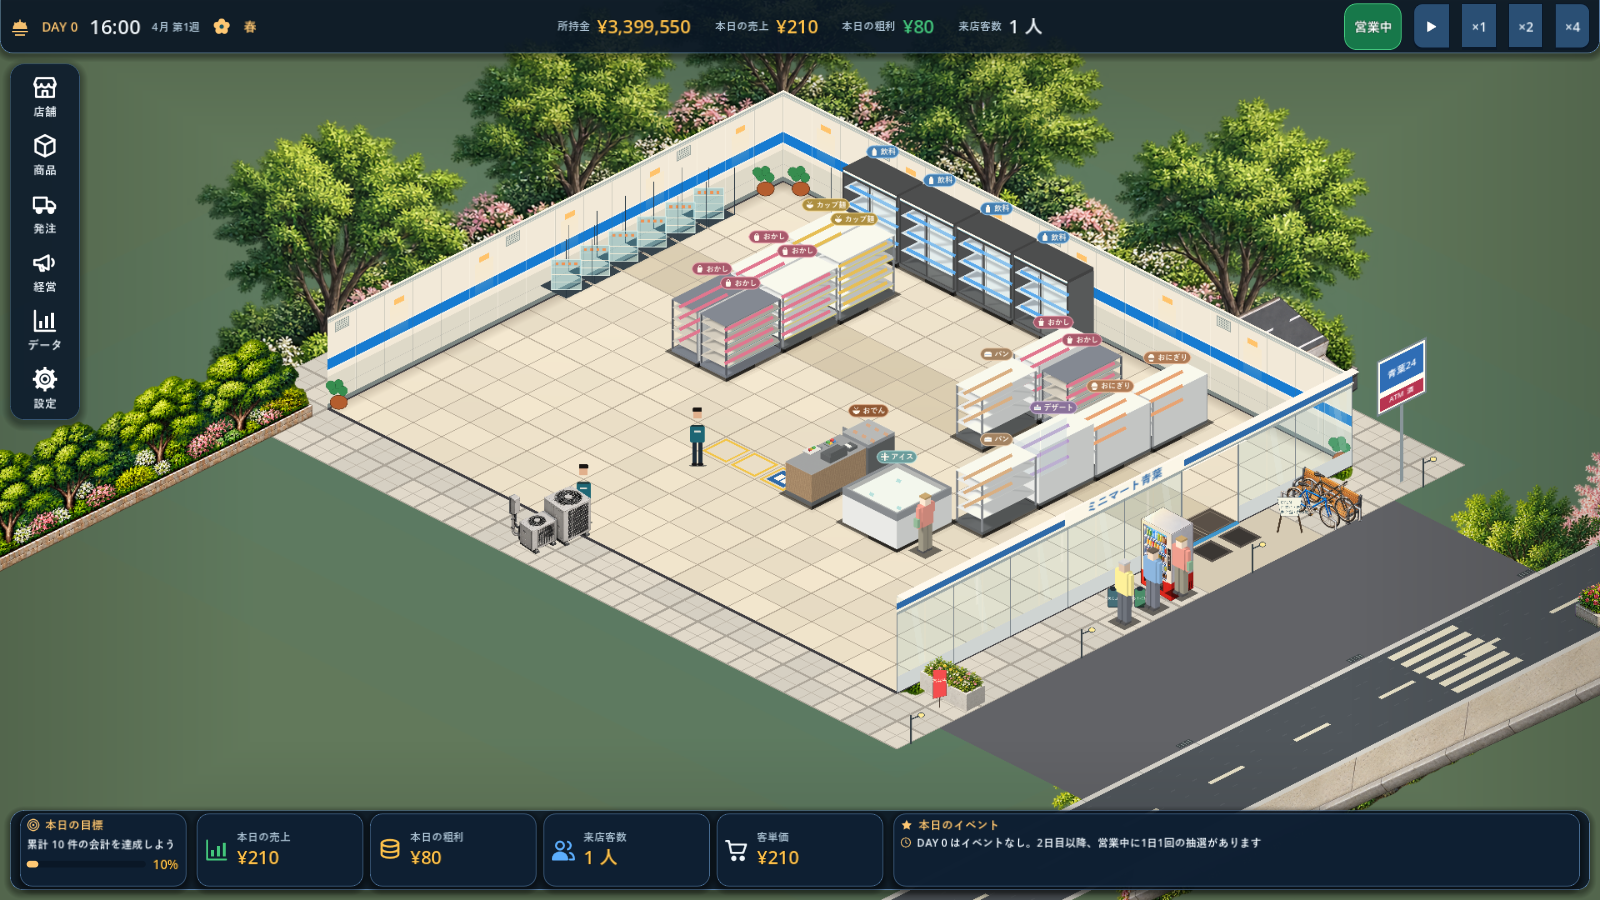 DAY 0 16:00 4月 第1週 春
所持金 ¥3,399,550 本日の売上 ¥210 本日の粗利 ¥80 来店客数 1 人
営業中 ×1 ×2 ×4
店舗
商品
発注
経営
データ
設定
飲料
飲料
飲料
飲料
カップ麺
カップ麺
おかし
おかし
おかし
おかし
おかし
おかし
パン
おにぎり
おにぎり
デザート
おでん
パン
アイス
青葉24
ATM 酒
ミニマート青葉
本日の目標
累計 10 件の会計を達成しよう
10%
本日の売上
¥210
本日の粗利
¥80
来店客数
1 人
客単価
¥210
本日のイベント
DAY 0 はイベントなし。2日目以降、営業中に1日1回の抽選があります